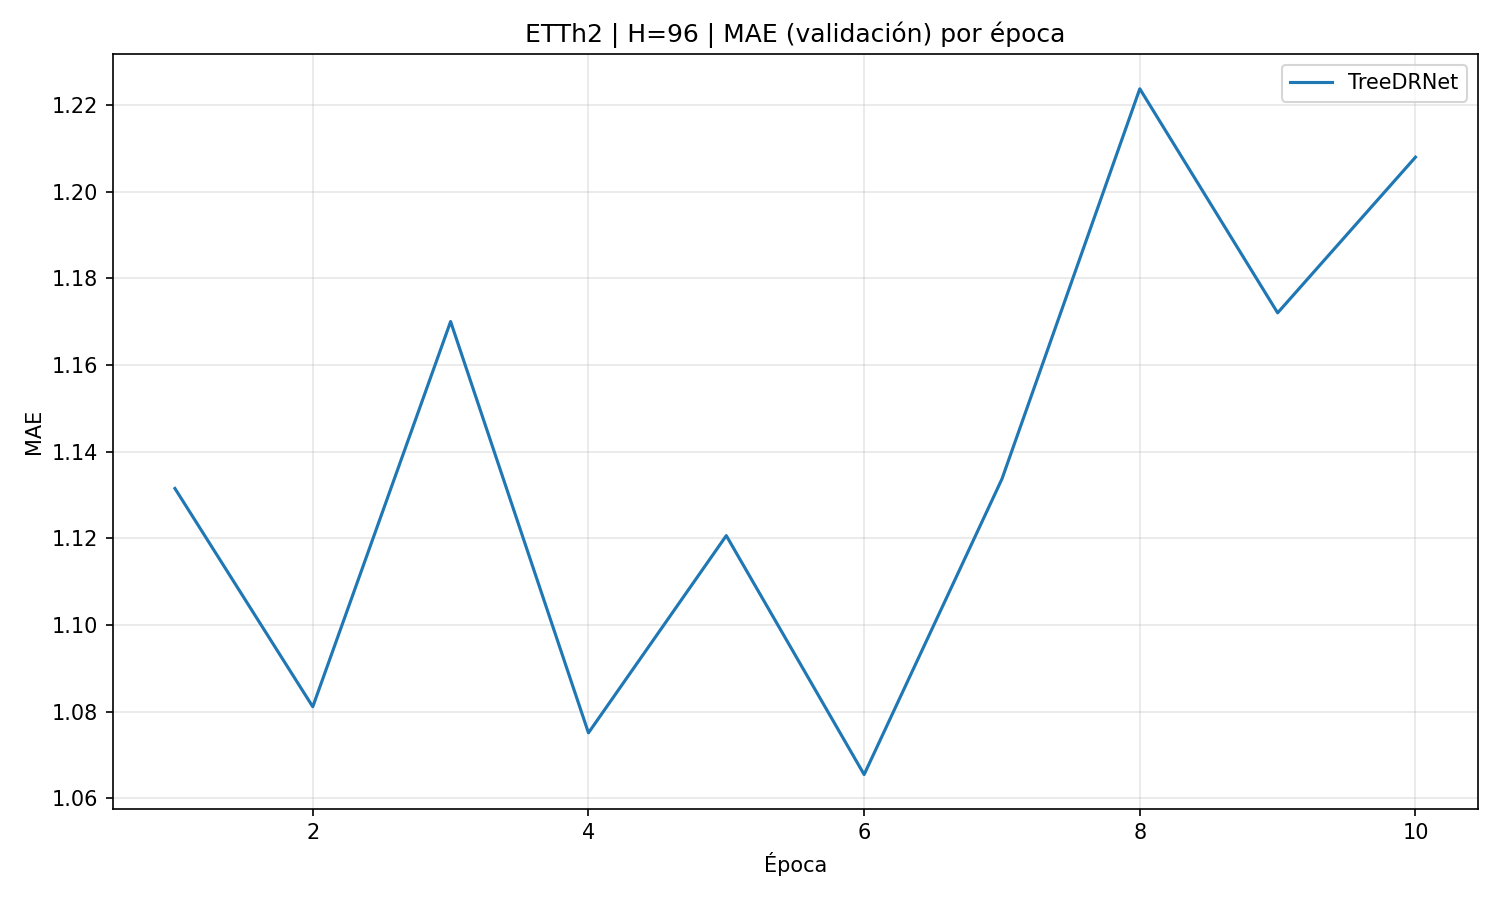 ETTh2 | H=96 | MAE (validación) por época
TreeDRNet
MAE
1.22
1.20
1.18
1.16
1.14
1.12
1.10
1.08
1.06
2 4 6 8 10
Época